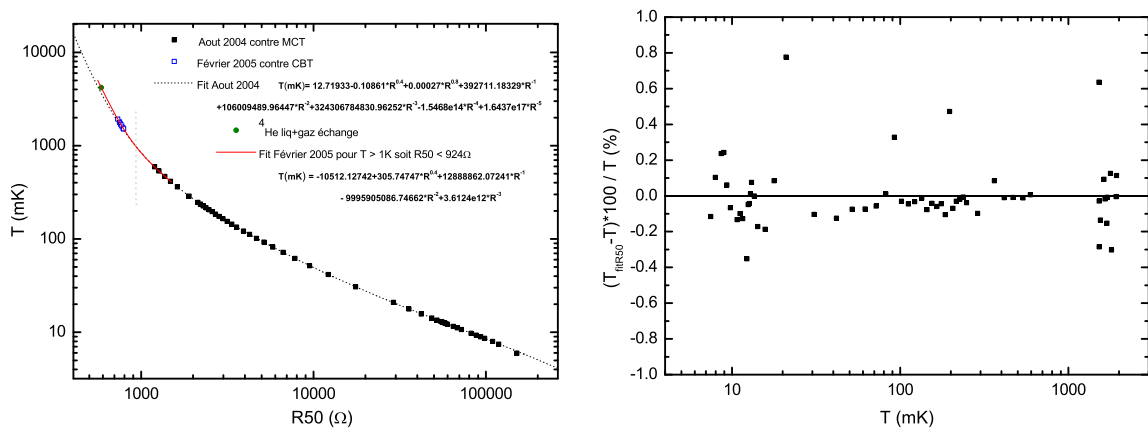 10000
1000
100
10
T (mK)
1000
10000
100000
R50 (Ω)
Aout 2004 contre MCT
Février 2005 contre CBT
Fit Aout 2004
T(mK)= 12.71933-0.10861*R^0.4+0.00027*R^0.8+392711.18329*R^-1
+106009489.96447*R^-2+324306784830.96252*R^-3-1.5468e14*R^-4+1.6437e17*R^-5
4He liq+gaz échange
Fit Février 2005 pour T > 1K soit R50 < 924Ω
T(mK) = -10512.12742+305.74747*R^0.4+12888862.07241*R^-1
- 9995905086.74662*R^-2+3.6124e12*R^-3
1.0
0.8
0.6
0.4
0.2
0.0
-0.2
-0.4
-0.6
-0.8
-1.0
(TfitR50-T)*100 / T (%)
10
100
1000
T (mK)